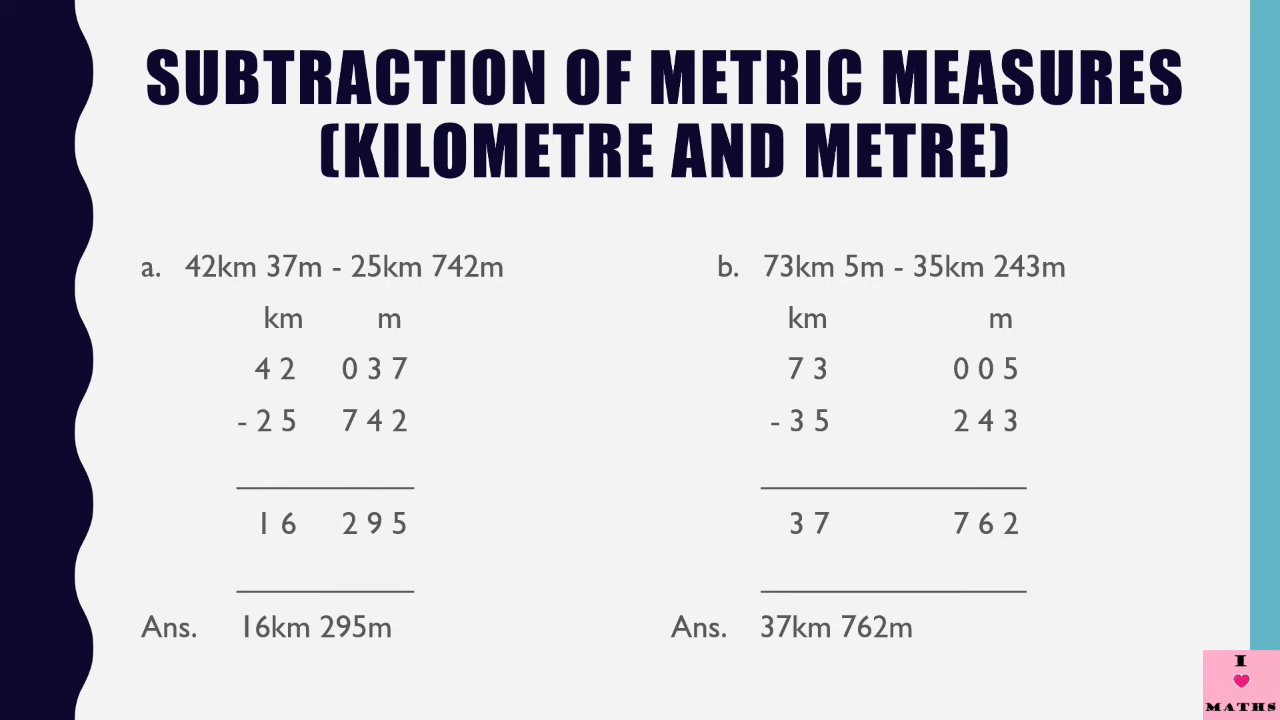 SUBTRACTION OF METRIC MEASURES
(KILOMETRE AND METRE)
a. 42km 37m - 25km 742m
km m
4 2 0 3 7
- 2 5 7 4 2
1 6 2 9 5
Ans. 16km 295m
b. 73km 5m - 35km 243m
km m
7 3 0 0 5
- 3 5 2 4 3
3 7 7 6 2
Ans. 37km 762m
I
MATHS